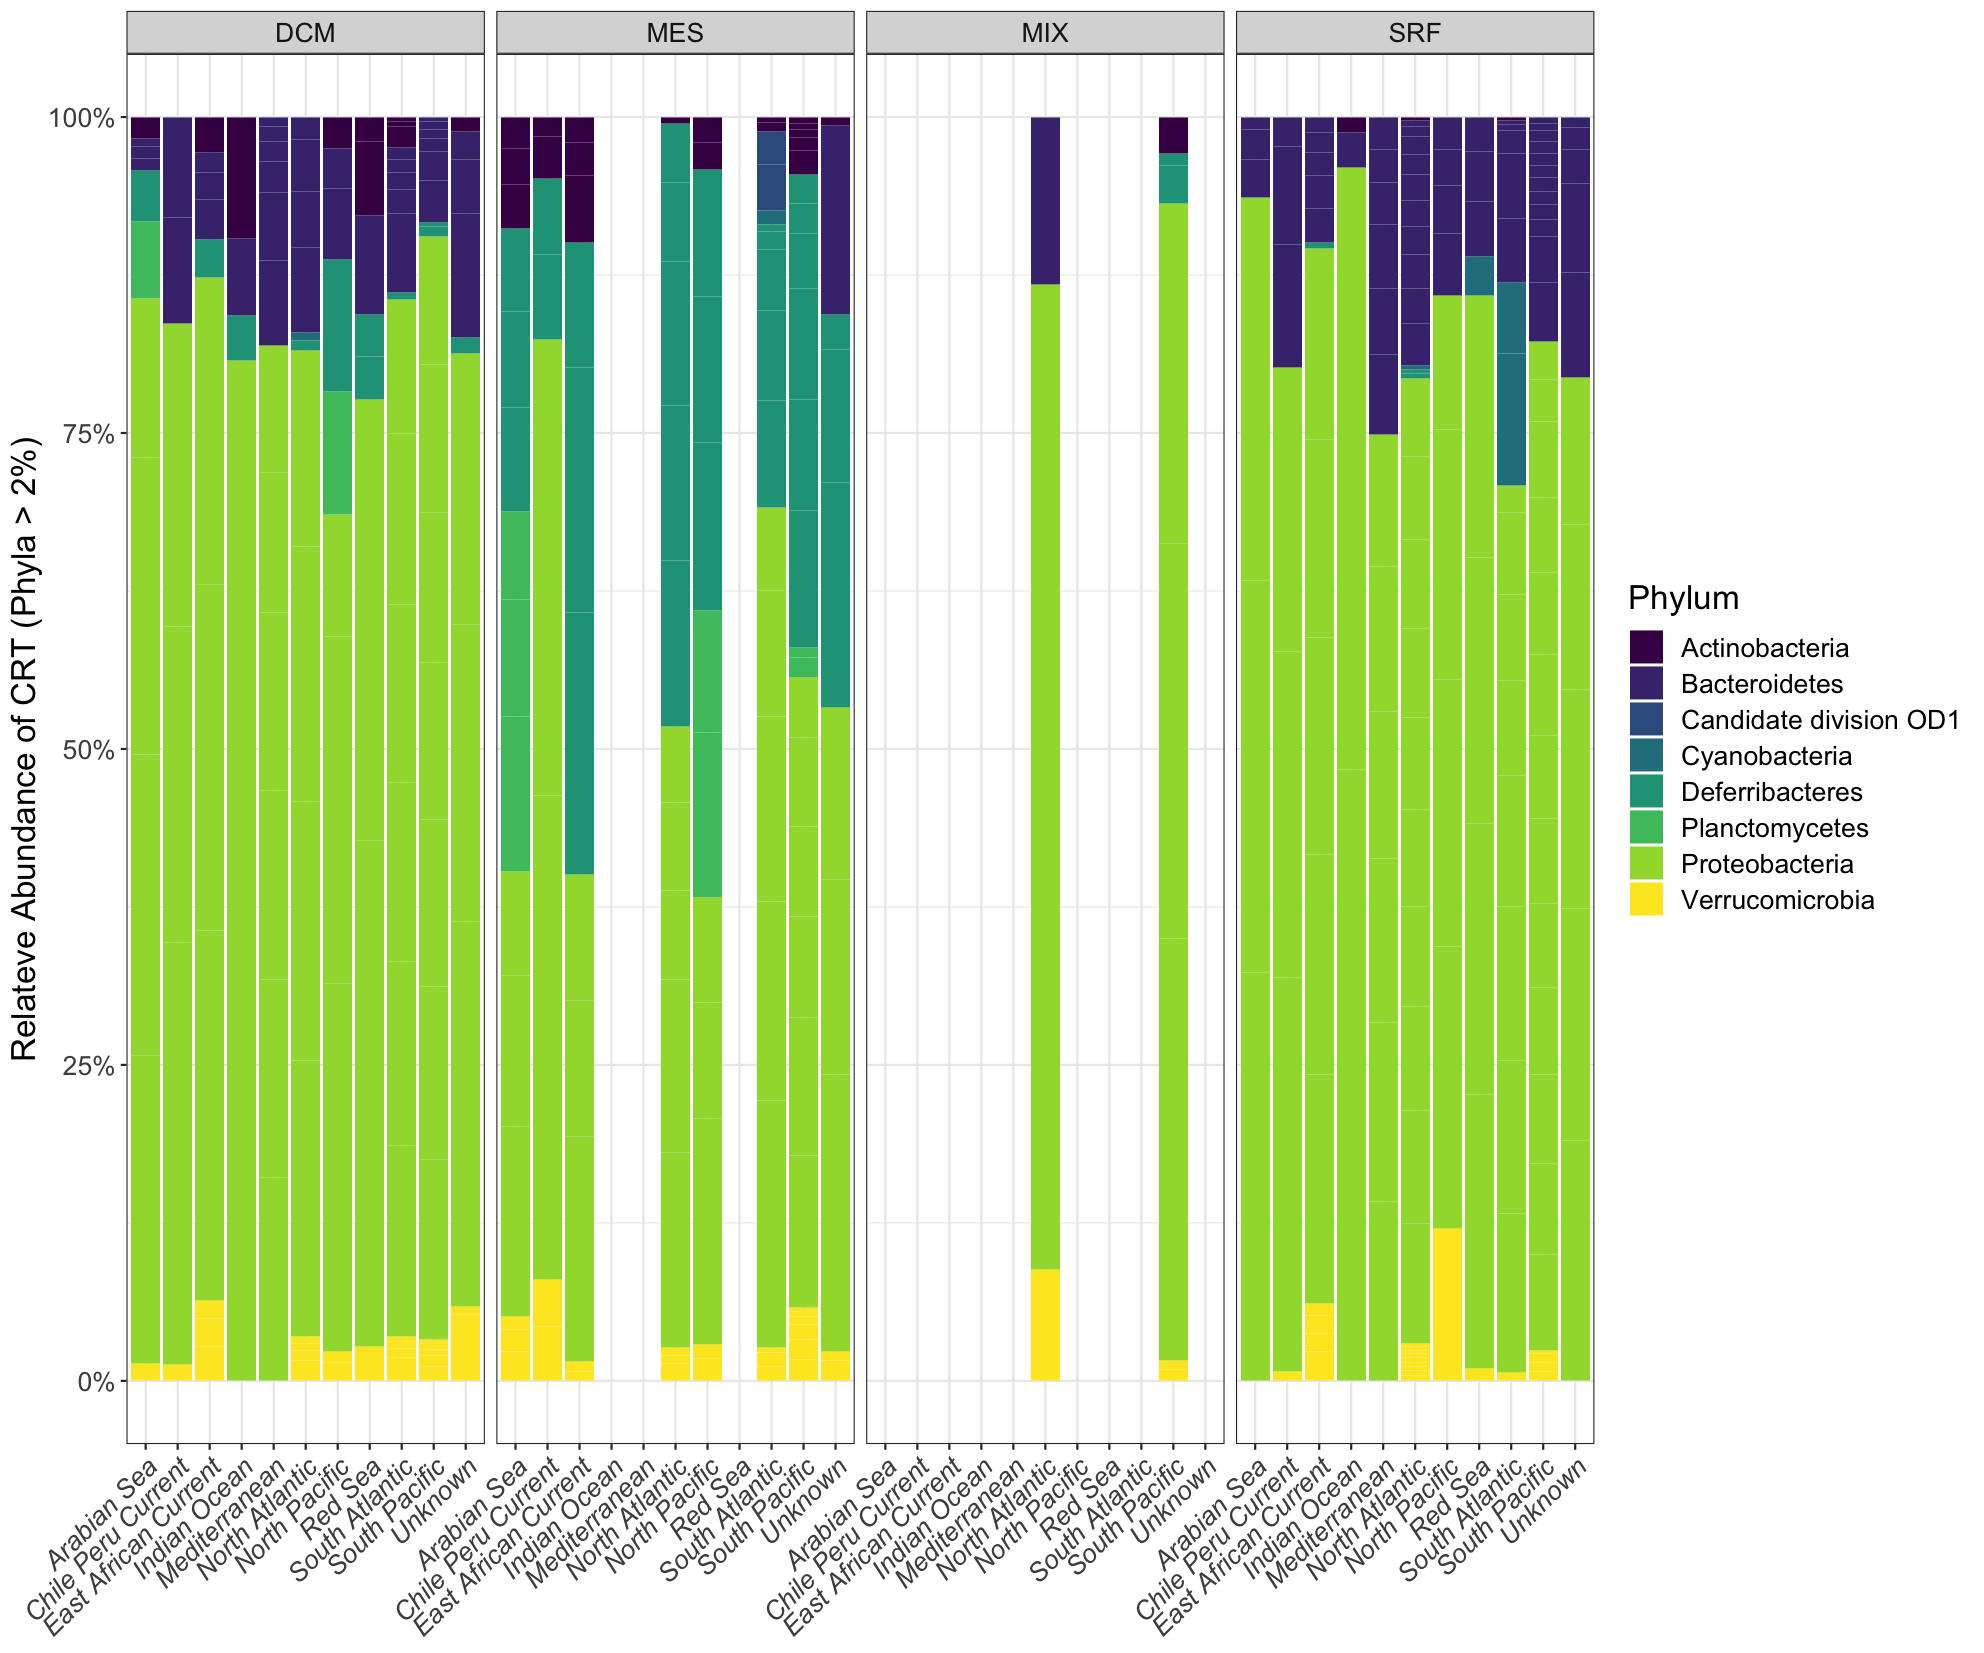 DCM
MES
MIX
SRF
Relateve Abundance of CRT (Phyla > 2%)
100%
75%
50%
25%
0%
Arabian Sea
Chile Peru Current
East African Current
Indian Ocean
Mediterranean
North Atlantic
North Pacific
Red Sea
South Atlantic
South Pacific
Unknown
Arabian Sea
Chile Peru Current
East African Current
Indian Ocean
Mediterranean
North Atlantic
North Pacific
Red Sea
South Atlantic
South Pacific
Unknown
Arabian Sea
Chile Peru Current
East African Current
Indian Ocean
Mediterranean
North Atlantic
North Pacific
Red Sea
South Atlantic
South Pacific
Unknown
Arabian Sea
Chile Peru Current
East African Current
Indian Ocean
Mediterranean
North Atlantic
North Pacific
Red Sea
South Atlantic
South Pacific
Unknown
Phylum
Actinobacteria
Bacteroidetes
Candidate division OD1
Cyanobacteria
Deferribacteres
Planctomycetes
Proteobacteria
Verrucomicrobia